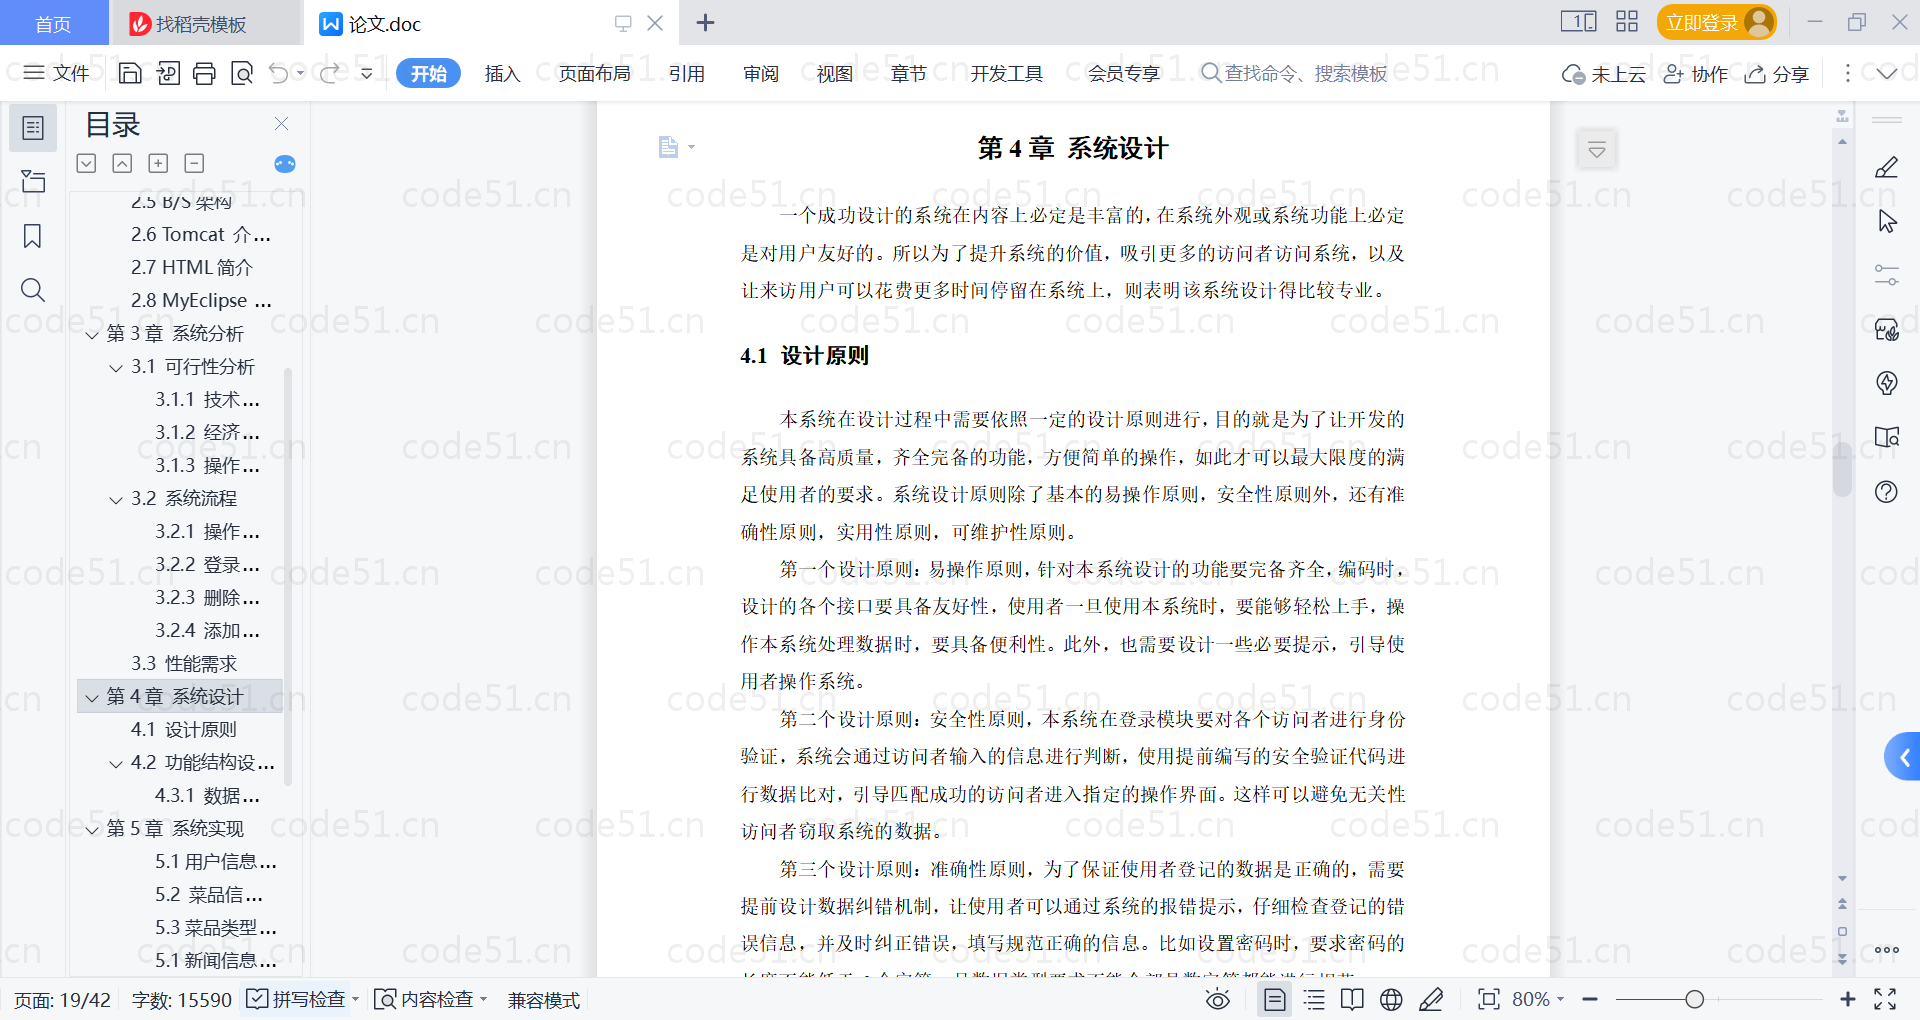 首页
找稻壳模板
论文.doc
立即登录
文件
开始
插入
页面布局
引用
审阅
视图
章节
开发工具
会员专享
查找命令、搜索模板
未上云
协作
分享
目录
2.5 B/S 架构
2.6 Tomcat 介...
2.7 HTML简介
2.8 MyEclipse ...
第 3 章 系统分析
3.1 可行性分析
3.1.1 技术...
3.1.2 经济...
3.1.3 操作...
3.2 系统流程
3.2.1 操作...
3.2.2 登录...
3.2.3 删除...
3.2.4 添加...
3.3 性能需求
第 4 章 系统设计
4.1 设计原则
4.2 功能结构设...
4.3.1 数据...
第 5 章 系统实现
5.1 用户信息...
5.2 菜品信...
5.3 菜品类型...
5.1 新闻信息...
第 4 章 系统设计
一个成功设计的系统在内容上必定是丰富的，在系统外观或系统功能上必定
是对用户友好的。所以为了提升系统的价值，吸引更多的访问者访问系统，以及
让来访用户可以花费更多时间停留在系统上，则表明该系统设计得比较专业。
4.1 设计原则
本系统在设计过程中需要依照一定的设计原则进行，目的就是为了让开发的
系统具备高质量，齐全完备的功能，方便简单的操作，如此才可以最大限度的满
足使用者的要求。系统设计原则除了基本的易操作原则，安全性原则外，还有准
确性原则，实用性原则，可维护性原则。
第一个设计原则：易操作原则，针对本系统设计的功能要完备齐全，编码时，
设计的各个接口要具备友好性，使用者一旦使用本系统时，要能够轻松上手，操
作本系统处理数据时，要具备便利性。此外，也需要设计一些必要提示，引导使
用者操作系统。
第二个设计原则：安全性原则，本系统在登录模块要对各个访问者进行身份
验证，系统会通过访问者输入的信息进行判断，使用提前编写的安全验证代码进
行数据比对，引导匹配成功的访问者进入指定的操作界面。这样可以避免无关性
访问者窃取系统的数据。
第三个设计原则：准确性原则，为了保证使用者登记的数据是正确的，需要
提前设计数据纠错机制，让使用者可以通过系统的报错提示，仔细检查登记的错
误信息，并及时纠正错误，填写规范正确的信息。比如设置密码时，要求密码的
页面: 19/42
字数: 15590
拼写检查
内容检查
兼容模式
80%
code51.cn